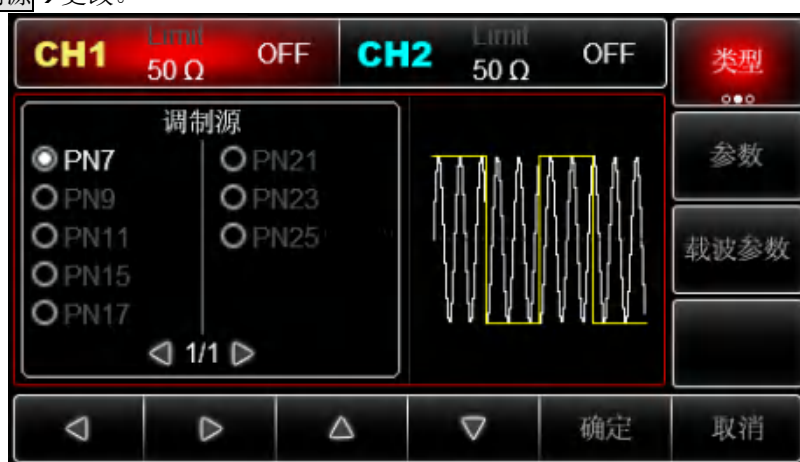 更改。
CH1 Limit 50 Ω OFF CH2 Limit 50 Ω OFF
类型
调制源
PN7 PN21
PN9 PN23
PN11 PN25
PN15
PN17
1/1
参数
载波参数
确定 取消